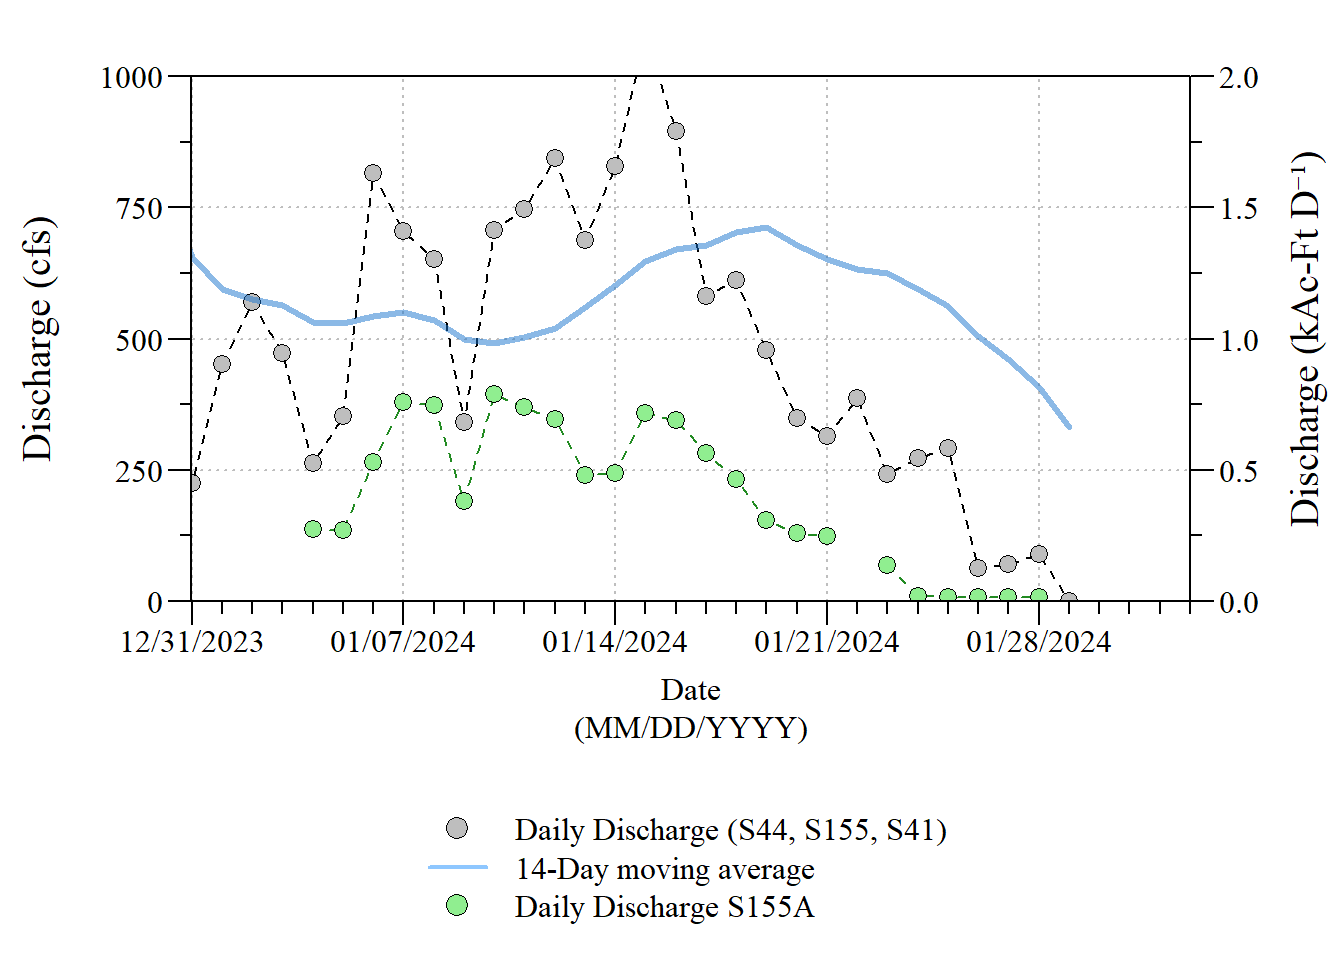 1000
750
500
250
0
Discharge (cfs)
2.0
1.5
1.0
0.5
0.0
Discharge (kAc-Ft D⁻¹)
12/31/2023 01/07/2024 01/14/2024 01/21/2024 01/28/2024
Date
(MM/DD/YYYY)
Daily Discharge (S44, S155, S41)
14-Day moving average
Daily Discharge S155A